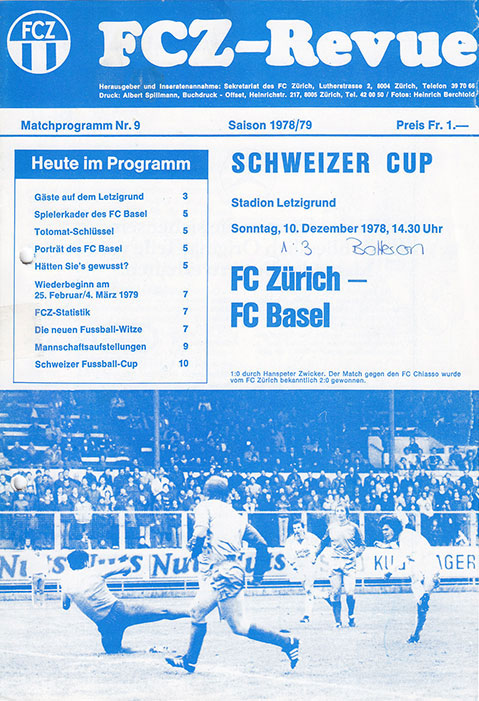 FCZ
FCZ-Revue
Herausgeber und Inseratenannahme: Sekretariat des FC Zürich, Lutherstrasse 2, 8004 Zürich, Telefon 39 70 66
Druck: Albert Spillmann, Buchdruck - Offset, Heinrichstr. 217, 8005 Zürich, Tel. 42 00 50 / Fotos: Heinrich Berchtold
Matchprogramm Nr. 9 Saison 1978/79 Preis Fr. 1.—
Heute im Programm
Gäste auf dem Letzigrund 3
Spielerkader des FC Basel 5
Totomat-Schlüssel 5
Porträt des FC Basel 5
Hätten Sie's gewusst? 5
Wiederbeginn am
25. Februar/4. März 1979 7
FCZ-Statistik 7
Die neuen Fussball-Witze 7
Mannschaftsaufstellungen 9
Schweizer Fussball-Cup 10
SCHWEIZER CUP
Stadion Letzigrund
Sonntag, 10. Dezember 1978, 14.30 Uhr
1:3 Botteron
FC Zürich –
FC Basel
1:0 durch Hanspeter Zwicker. Der Match gegen den FC Chiasso wurde
vom FC Zürich bekanntlich 2:0 gewonnen.
Nuts Nuts Nuts